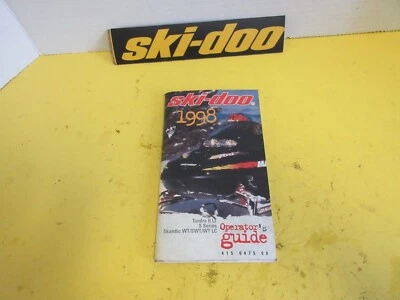 ski-doo
ski-doo®
1998
Tundra II LT
S Series
Skandic WT/SWT/WT LC
Operator's
guide